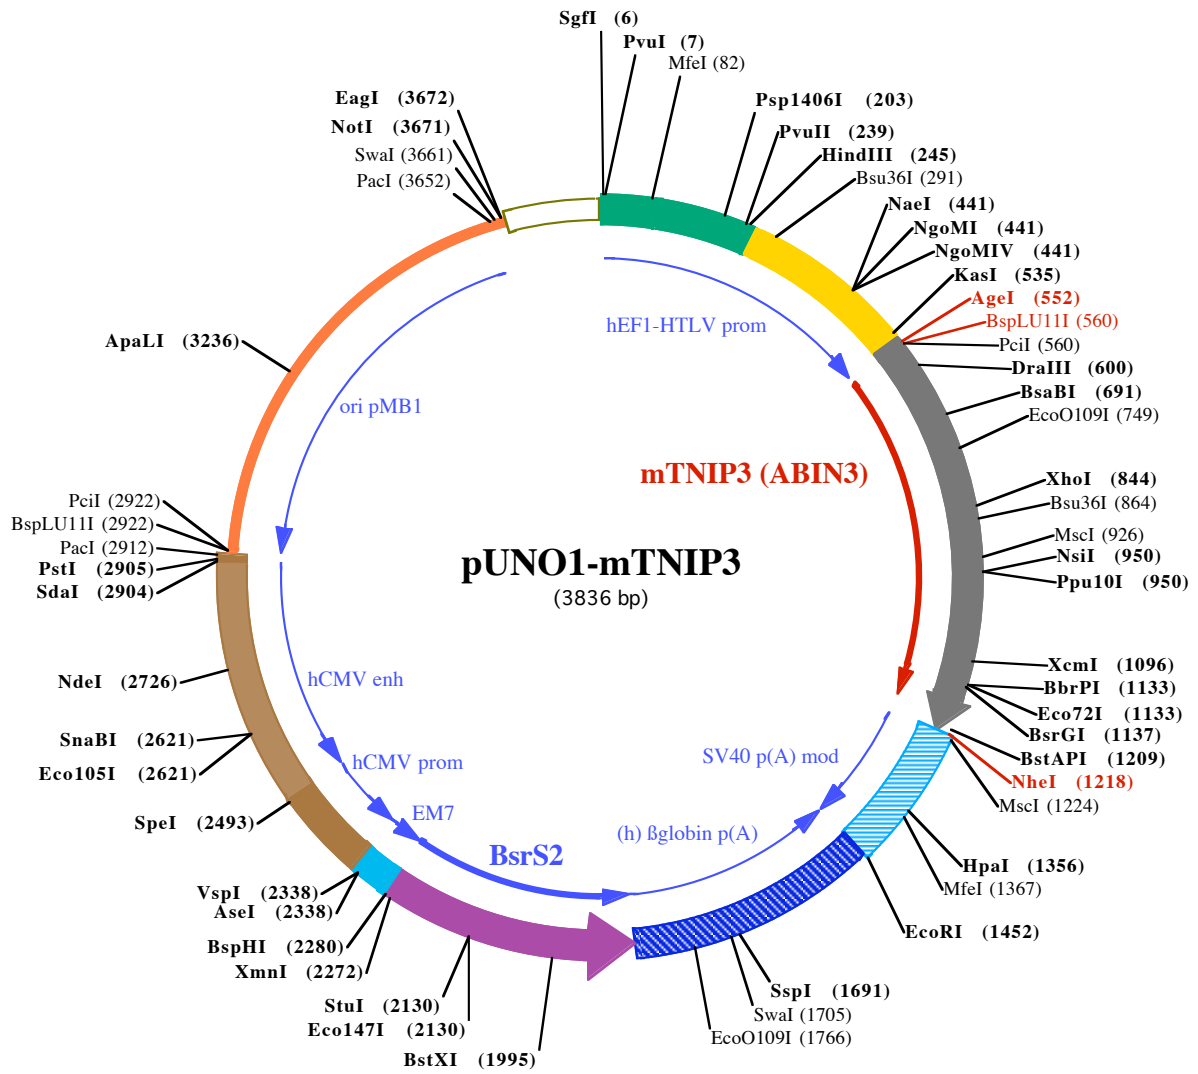 SgfI (6)
PvuI (7)
MfeI (82)
Psp1406I (203)
PvuII (239)
HindIII (245)
Bsu36I (291)
NaeI (441)
NgoMI (441)
NgoMIV (441)
KasI (535)
AgeI (552)
BspLU11I (560)
PciI (560)
DraIII (600)
BsaBI (691)
EcoO109I (749)
XhoI (844)
Bsu36I (864)
MscI (926)
NsiI (950)
Ppu10I (950)
XcmI (1096)
BbrPI (1133)
Eco72I (1133)
BsrGI (1137)
BstAPI (1209)
NheI (1218)
MscI (1224)
HpaI (1356)
MfeI (1367)
EcoRI (1452)
SspI (1691)
SwaI (1705)
EcoO109I (1766)
BstXI (1995)
Eco147I (2130)
StuI (2130)
XmnI (2272)
BspHI (2280)
AseI (2338)
VspI (2338)
SpeI (2493)
Eco105I (2621)
SnaBI (2621)
NdeI (2726)
SdaI (2904)
PstI (2905)
PacI (2912)
BspLU11I (2922)
PciI (2922)
ApaLI (3236)
PacI (3652)
SwaI (3661)
NotI (3671)
EagI (3672)
hEF1-HTLV prom
ori pMB1
mTNIP3 (ABIN3)
pUNO1-mTNIP3
(3836 bp)
hCMV enh
hCMV prom
EM7
BsrS2
(h) ßglobin p(A)
SV40 p(A) mod